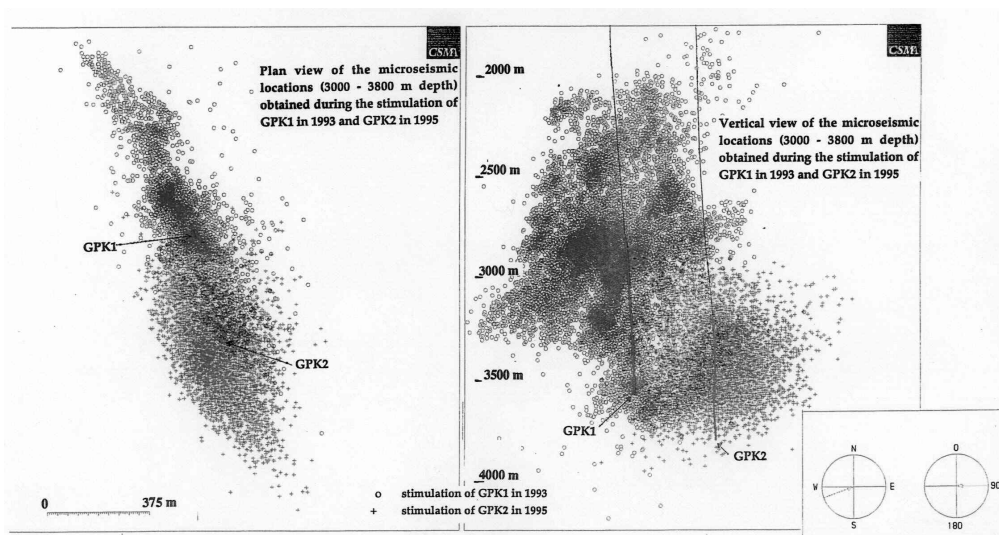 CSMA
Plan view of the microseismic
locations (3000 - 3800 m depth)
obtained during the stimulation of
GPK1 in 1993 and GPK2 in 1995
GPK1
GPK2
0 375 m
CSMA
2000 m
Vertical view of the microseismic
locations (3000 - 3800 m depth)
obtained during the stimulation of
GPK1 in 1993 and GPK2 in 1995
2500 m
3000 m
3500 m
GPK1
GPK2
4000 m
o stimulation of GPK1 in 1993
+ stimulation of GPK2 in 1995
N
W E
S
0
90
180